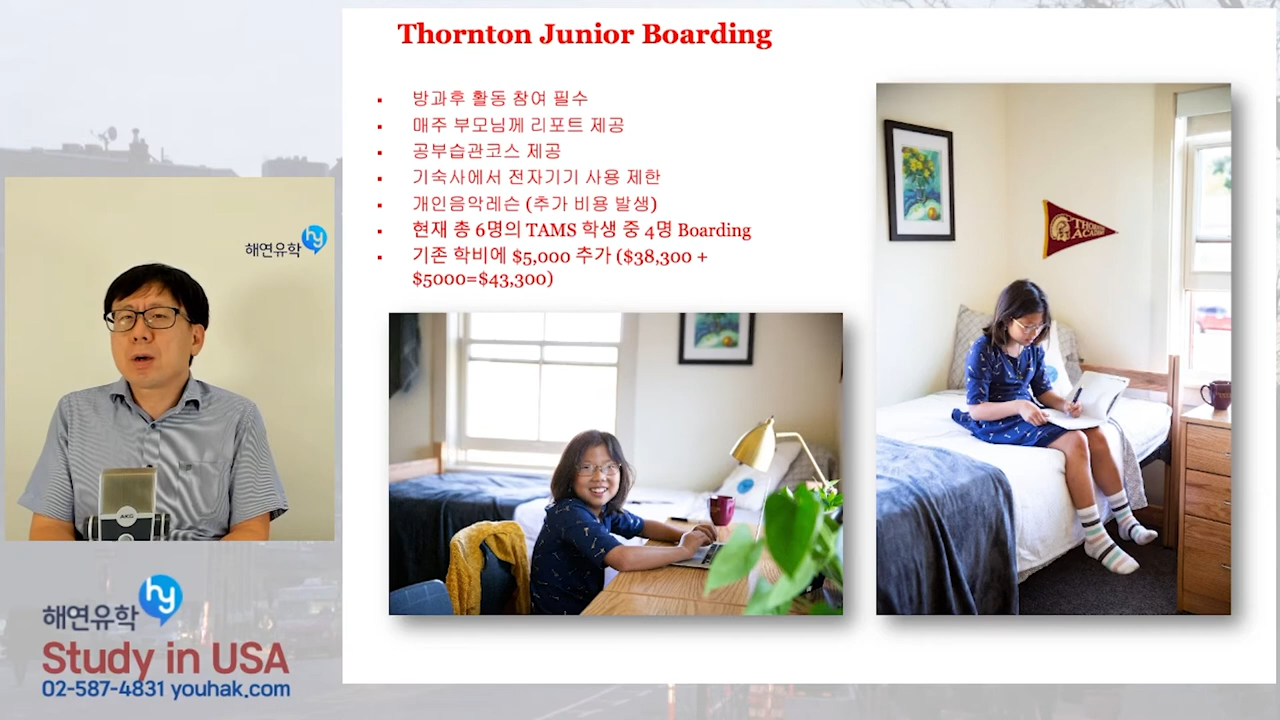 Thornton Junior Boarding
▪ 방과후 활동 참여 필수
▪ 매주 부모님께 리포트 제공
▪ 공부습관코스 제공
▪ 기숙사에서 전자기기 사용 제한
▪ 개인음악레슨 (추가 비용 발생)
▪ 현재 총 6명의 TAMS 학생 중 4명 Boarding
▪ 기존 학비에 $5,000 추가 ($38,300 +
$5000=$43,300)
해연유학 hy
AKG
해연유학 hy
Study in USA
02-587-4831 youhak.com